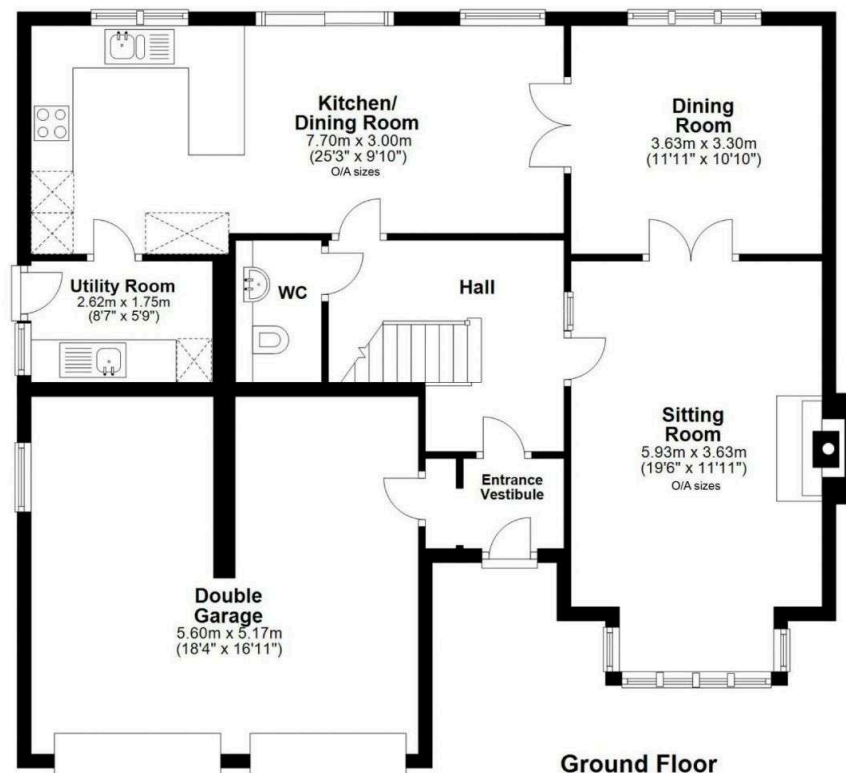 Kitchen/
Dining Room
7.70m x 3.00m
(25'3" x 9'10")
O/A sizes
Dining
Room
3.63m x 3.30m
(11'11" x 10'10")
Utility Room
2.62m x 1.75m
(8'7" x 5'9")
WC
Hall
Sitting
Room
5.93m x 3.63m
(19'6" x 11'11")
O/A sizes
Entrance
Vestibule
Double
Garage
5.60m x 5.17m
(18'4" x 16'11")
Ground Floor